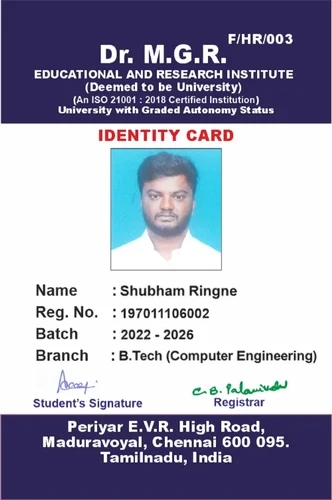 F/HR/003
Dr. M.G.R.
EDUCATIONAL AND RESEARCH INSTITUTE
(Deemed to be University)
(An ISO 21001 : 2018 Certified Institution)
University with Graded Autonomy Status
IDENTITY CARD
Name : Shubham Ringne
Reg. No. : 197011106002
Batch : 2022 - 2026
Branch : B.Tech (Computer Engineering)
C. B. Palanivelu
Student's Signature Registrar
Periyar E.V.R. High Road,
Maduravoyal, Chennai 600 095.
Tamilnadu, India